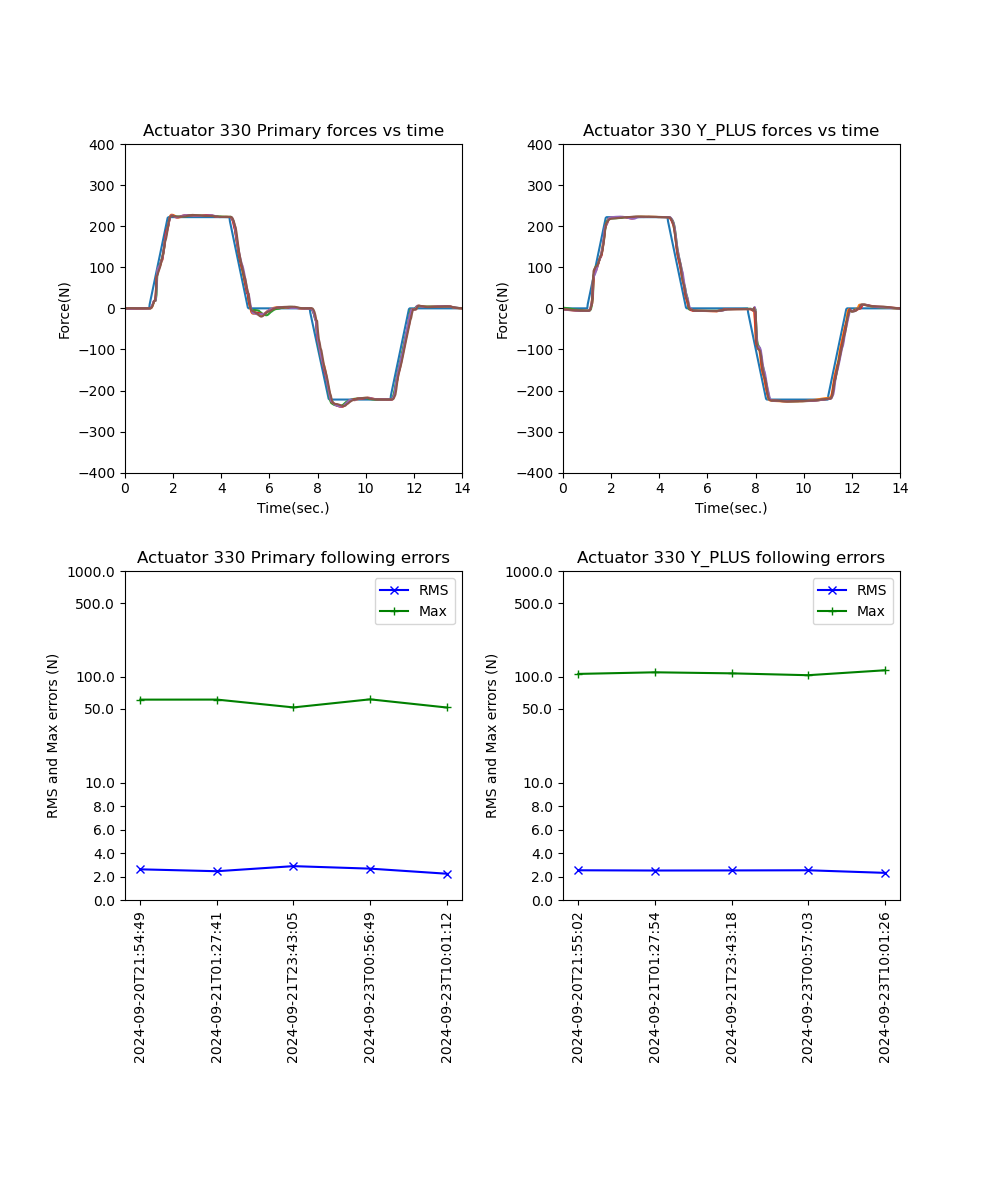 Actuator 330 Primary forces vs time
400
300
200
100
0
−100
−200
−300
−400
Force(N)
0 2 4 6 8 10 12 14
Time(sec.)
Actuator 330 Y_PLUS forces vs time
400
300
200
100
0
−100
−200
−300
−400
Force(N)
0 2 4 6 8 10 12 14
Time(sec.)
Actuator 330 Primary following errors
1000.0
500.0
100.0
50.0
10.0
8.0
6.0
4.0
2.0
0.0
RMS and Max errors (N)
RMS
Max
2024-09-20T21:54:49
2024-09-21T01:27:41
2024-09-21T23:43:05
2024-09-23T00:56:49
2024-09-23T10:01:12
Actuator 330 Y_PLUS following errors
1000.0
500.0
100.0
50.0
10.0
8.0
6.0
4.0
2.0
0.0
RMS and Max errors (N)
RMS
Max
2024-09-20T21:55:02
2024-09-21T01:27:54
2024-09-21T23:43:18
2024-09-23T00:57:03
2024-09-23T10:01:26